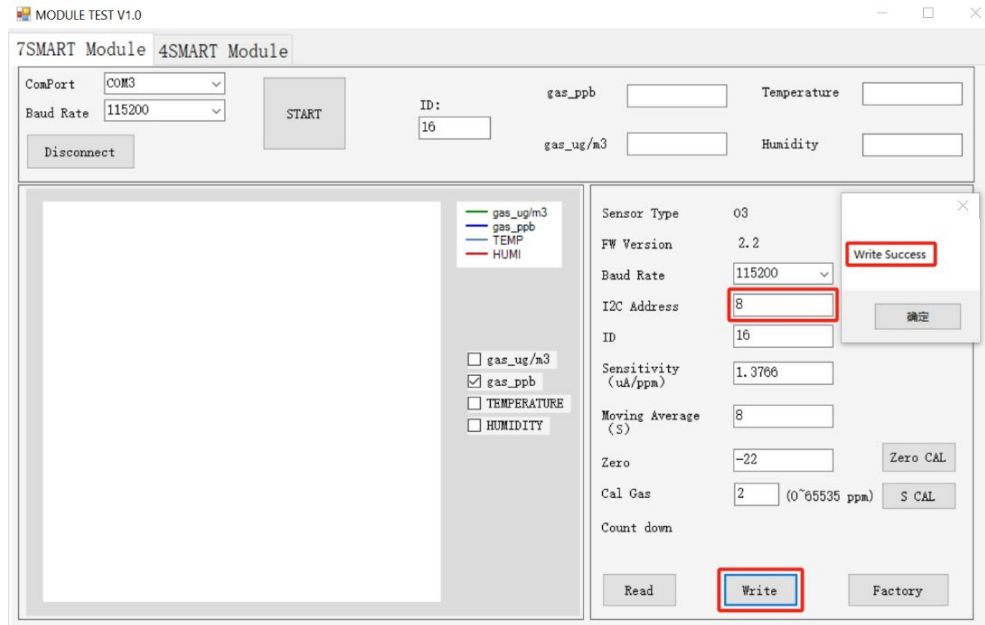 MODULE TEST V1.0
7SMART Module 4SMART Module
ComPort COM3
Baud Rate 115200
Disconnect
START
ID:
16
gas_ppb
gas_ug/m3
Temperature
Humidity
gas_ug/m3
gas_ppb
TEMP
HUMI
gas_ug/m3
gas_ppb
TEMPERATURE
HUMIDITY
Sensor Type O3
FW Version 2.2
Baud Rate 115200
I2C Address 8
ID 16
Sensitivity
(uA/ppm) 1.3766
Moving Average
(S) 8
Zero -22 Zero CAL
Cal Gas 2 (0~65535 ppm) S CAL
Count down
Read Write Factory
Write Success
确定